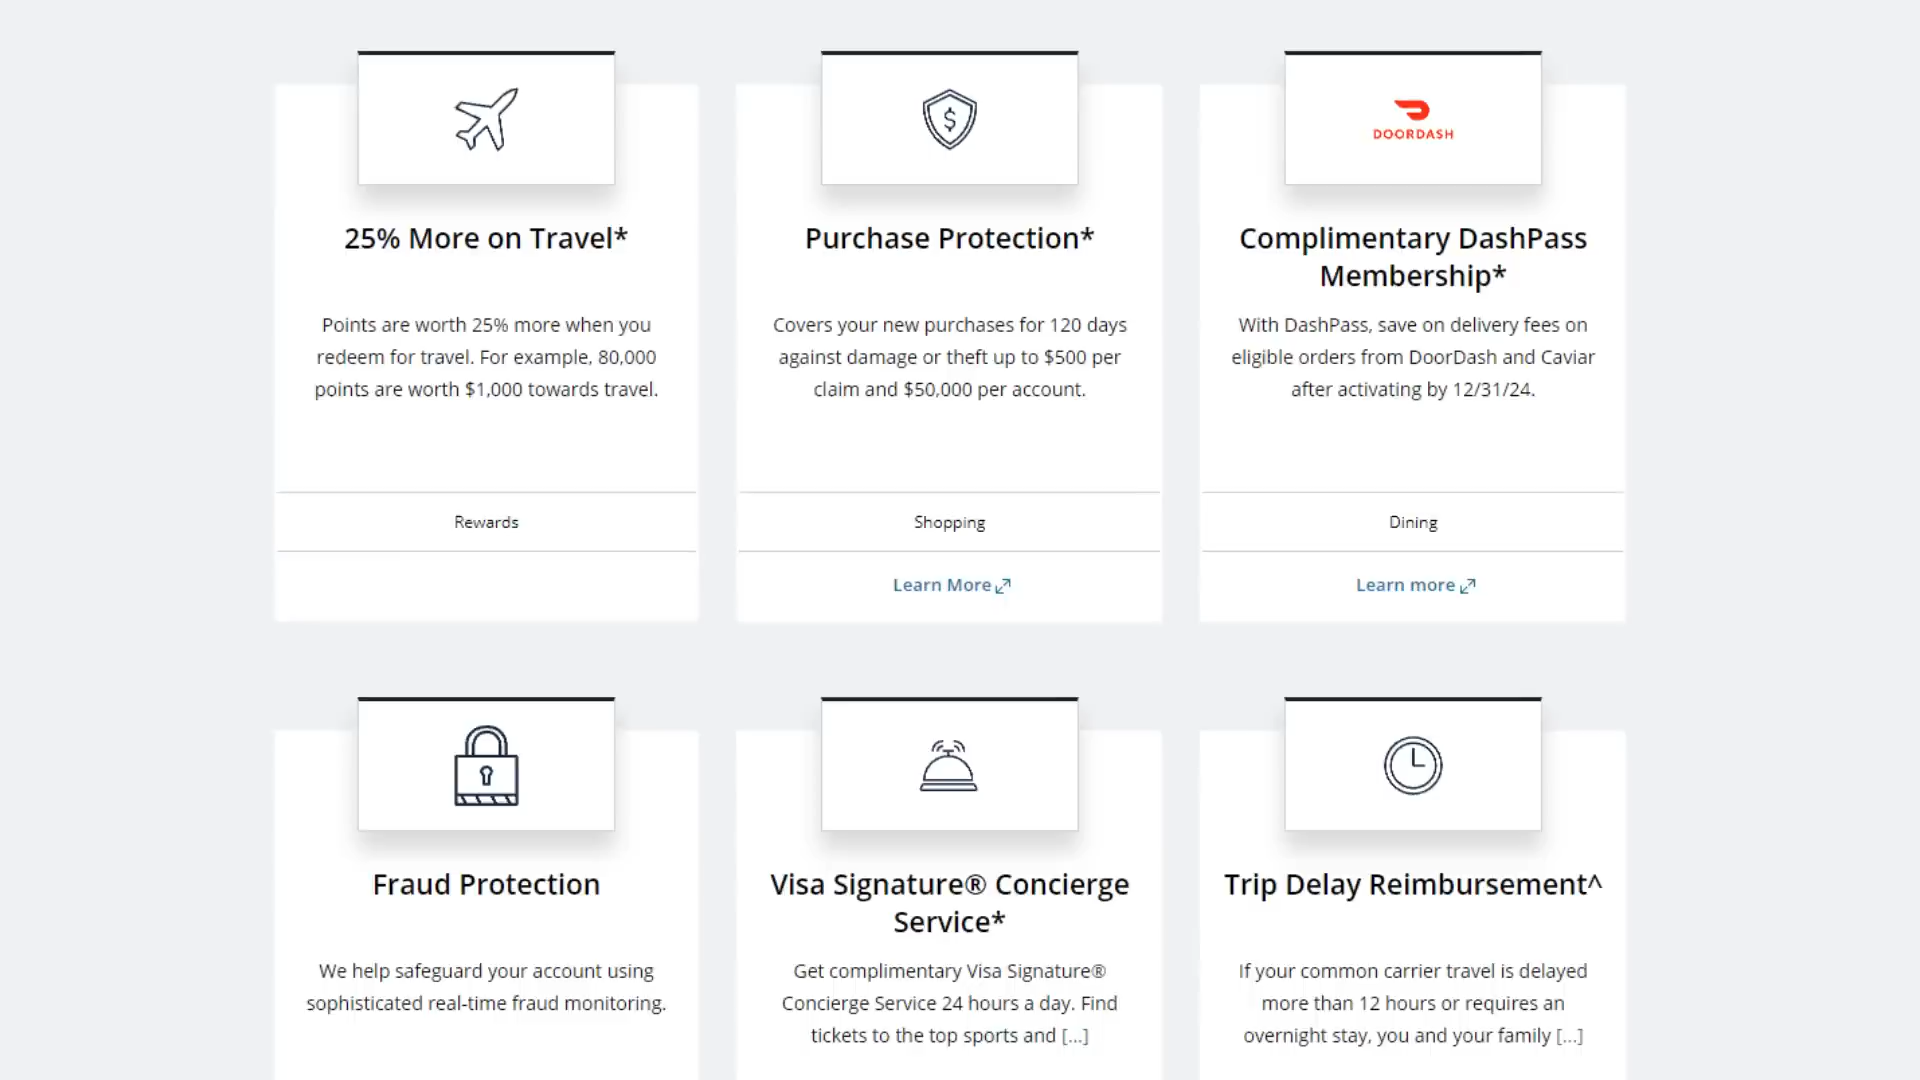 DOORDASH
25% More on Travel*
Points are worth 25% more when you
redeem for travel. For example, 80,000
points are worth $1,000 towards travel.
Rewards
$
Purchase Protection*
Covers your new purchases for 120 days
against damage or theft up to $500 per
claim and $50,000 per account.
Shopping
Learn More
Complimentary DashPass
Membership*
With DashPass, save on delivery fees on
eligible orders from DoorDash and Caviar
after activating by 12/31/24.
Dining
Learn more
Fraud Protection
We help safeguard your account using
sophisticated real-time fraud monitoring.
Visa Signature® Concierge
Service*
Get complimentary Visa Signature®
Concierge Service 24 hours a day. Find
tickets to the top sports and [...]
Trip Delay Reimbursement^
If your common carrier travel is delayed
more than 12 hours or requires an
overnight stay, you and your family [...]